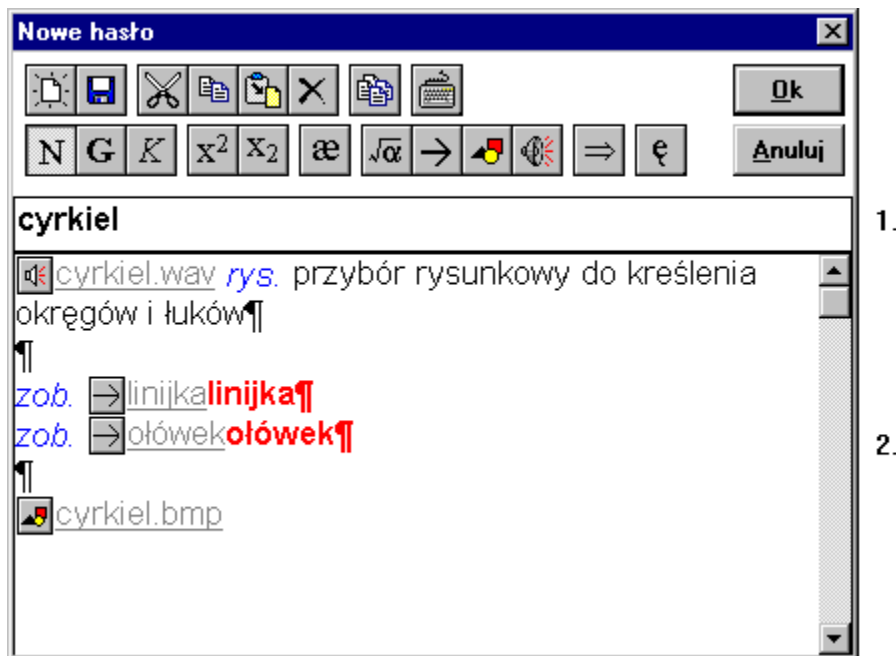 Nowe hasło
Ok
N G K x² x₂ æ √α → ⇒ ę Anuluj
cyrkiel 1.
cyrkiel.wav rys. przybór rysunkowy do kreślenia
okręgów i łuków¶
¶
zob. →linijkalinijka¶
zob. →ołówekołówek¶
2.
¶
cyrkiel.bmp